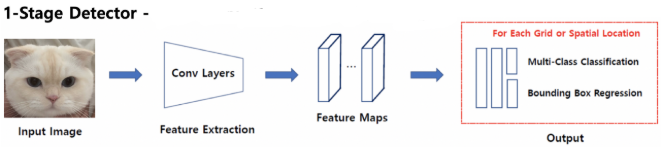 1-Stage Detector -
For Each Grid or Spatial Location
Conv Layers
...
Multi-Class Classification
Bounding Box Regression
Input Image
Feature Extraction
Feature Maps
Output